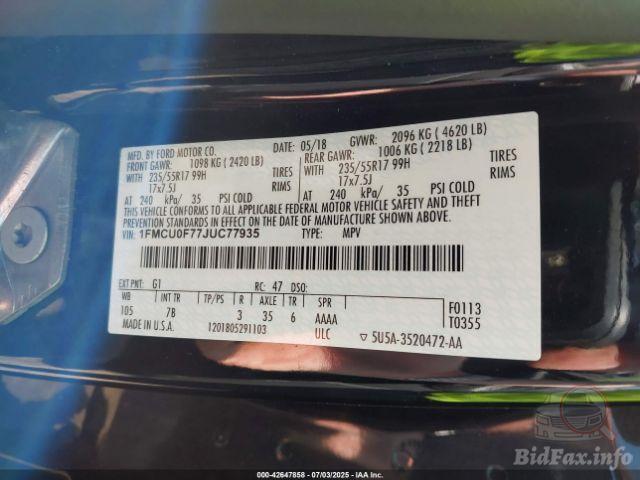 MFD. BY FORD MOTOR CO. DATE: 05/18 GVWR: 2096 KG ( 4620 LB)
FRONT GAWR: 1098 KG ( 2420 LB) REAR GAWR: 1006 KG ( 2218 LB)
WITH 235/55R17 99H TIRES WITH 235/55R17 99H TIRES
17x7.5J RIMS 17x7.5J RIMS
AT 240 kPa/ 35 PSI COLD AT 240 kPa/ 35 PSI COLD
THIS VEHICLE CONFORMS TO ALL APPLICABLE FEDERAL MOTOR VEHICLE SAFETY AND THEFT
PREVENTION STANDARDS IN EFFECT ON THE DATE OF MANUFACTURE SHOWN ABOVE.
VIN: 1FMCU0F77JUC77935 TYPE: MPV
EXT PNT: G1 RC: 47 DSO:
WB INT TR TP/PS R AXLE TR SPR F0113
105 7B 3 35 6 AAAA T0355
MADE IN U.S.A. 1201805291103 ULC ▽ 5U5A-3520472-AA
BidFax.info
000-42647858 | 07/03/2025 | IAA Inc.